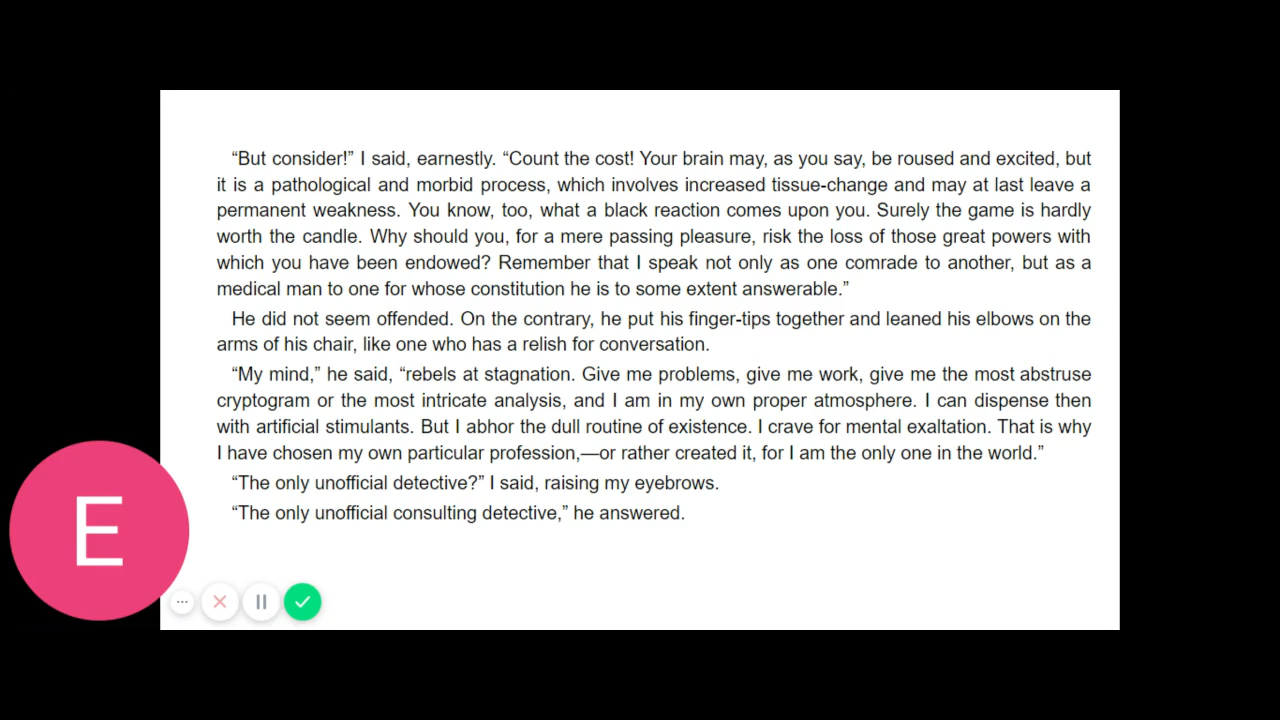 “But consider!” I said, earnestly. “Count the cost! Your brain may, as you say, be roused and excited, but
it is a pathological and morbid process, which involves increased tissue-change and may at last leave a
permanent weakness. You know, too, what a black reaction comes upon you. Surely the game is hardly
worth the candle. Why should you, for a mere passing pleasure, risk the loss of those great powers with
which you have been endowed? Remember that I speak not only as one comrade to another, but as a
medical man to one for whose constitution he is to some extent answerable.”
He did not seem offended. On the contrary, he put his finger-tips together and leaned his elbows on the
arms of his chair, like one who has a relish for conversation.
“My mind,” he said, “rebels at stagnation. Give me problems, give me work, give me the most abstruse
cryptogram or the most intricate analysis, and I am in my own proper atmosphere. I can dispense then
with artificial stimulants. But I abhor the dull routine of existence. I crave for mental exaltation. That is why
I have chosen my own particular profession,—or rather created it, for I am the only one in the world.”
“The only unofficial detective?” I said, raising my eyebrows.
“The only unofficial consulting detective,” he answered.
E